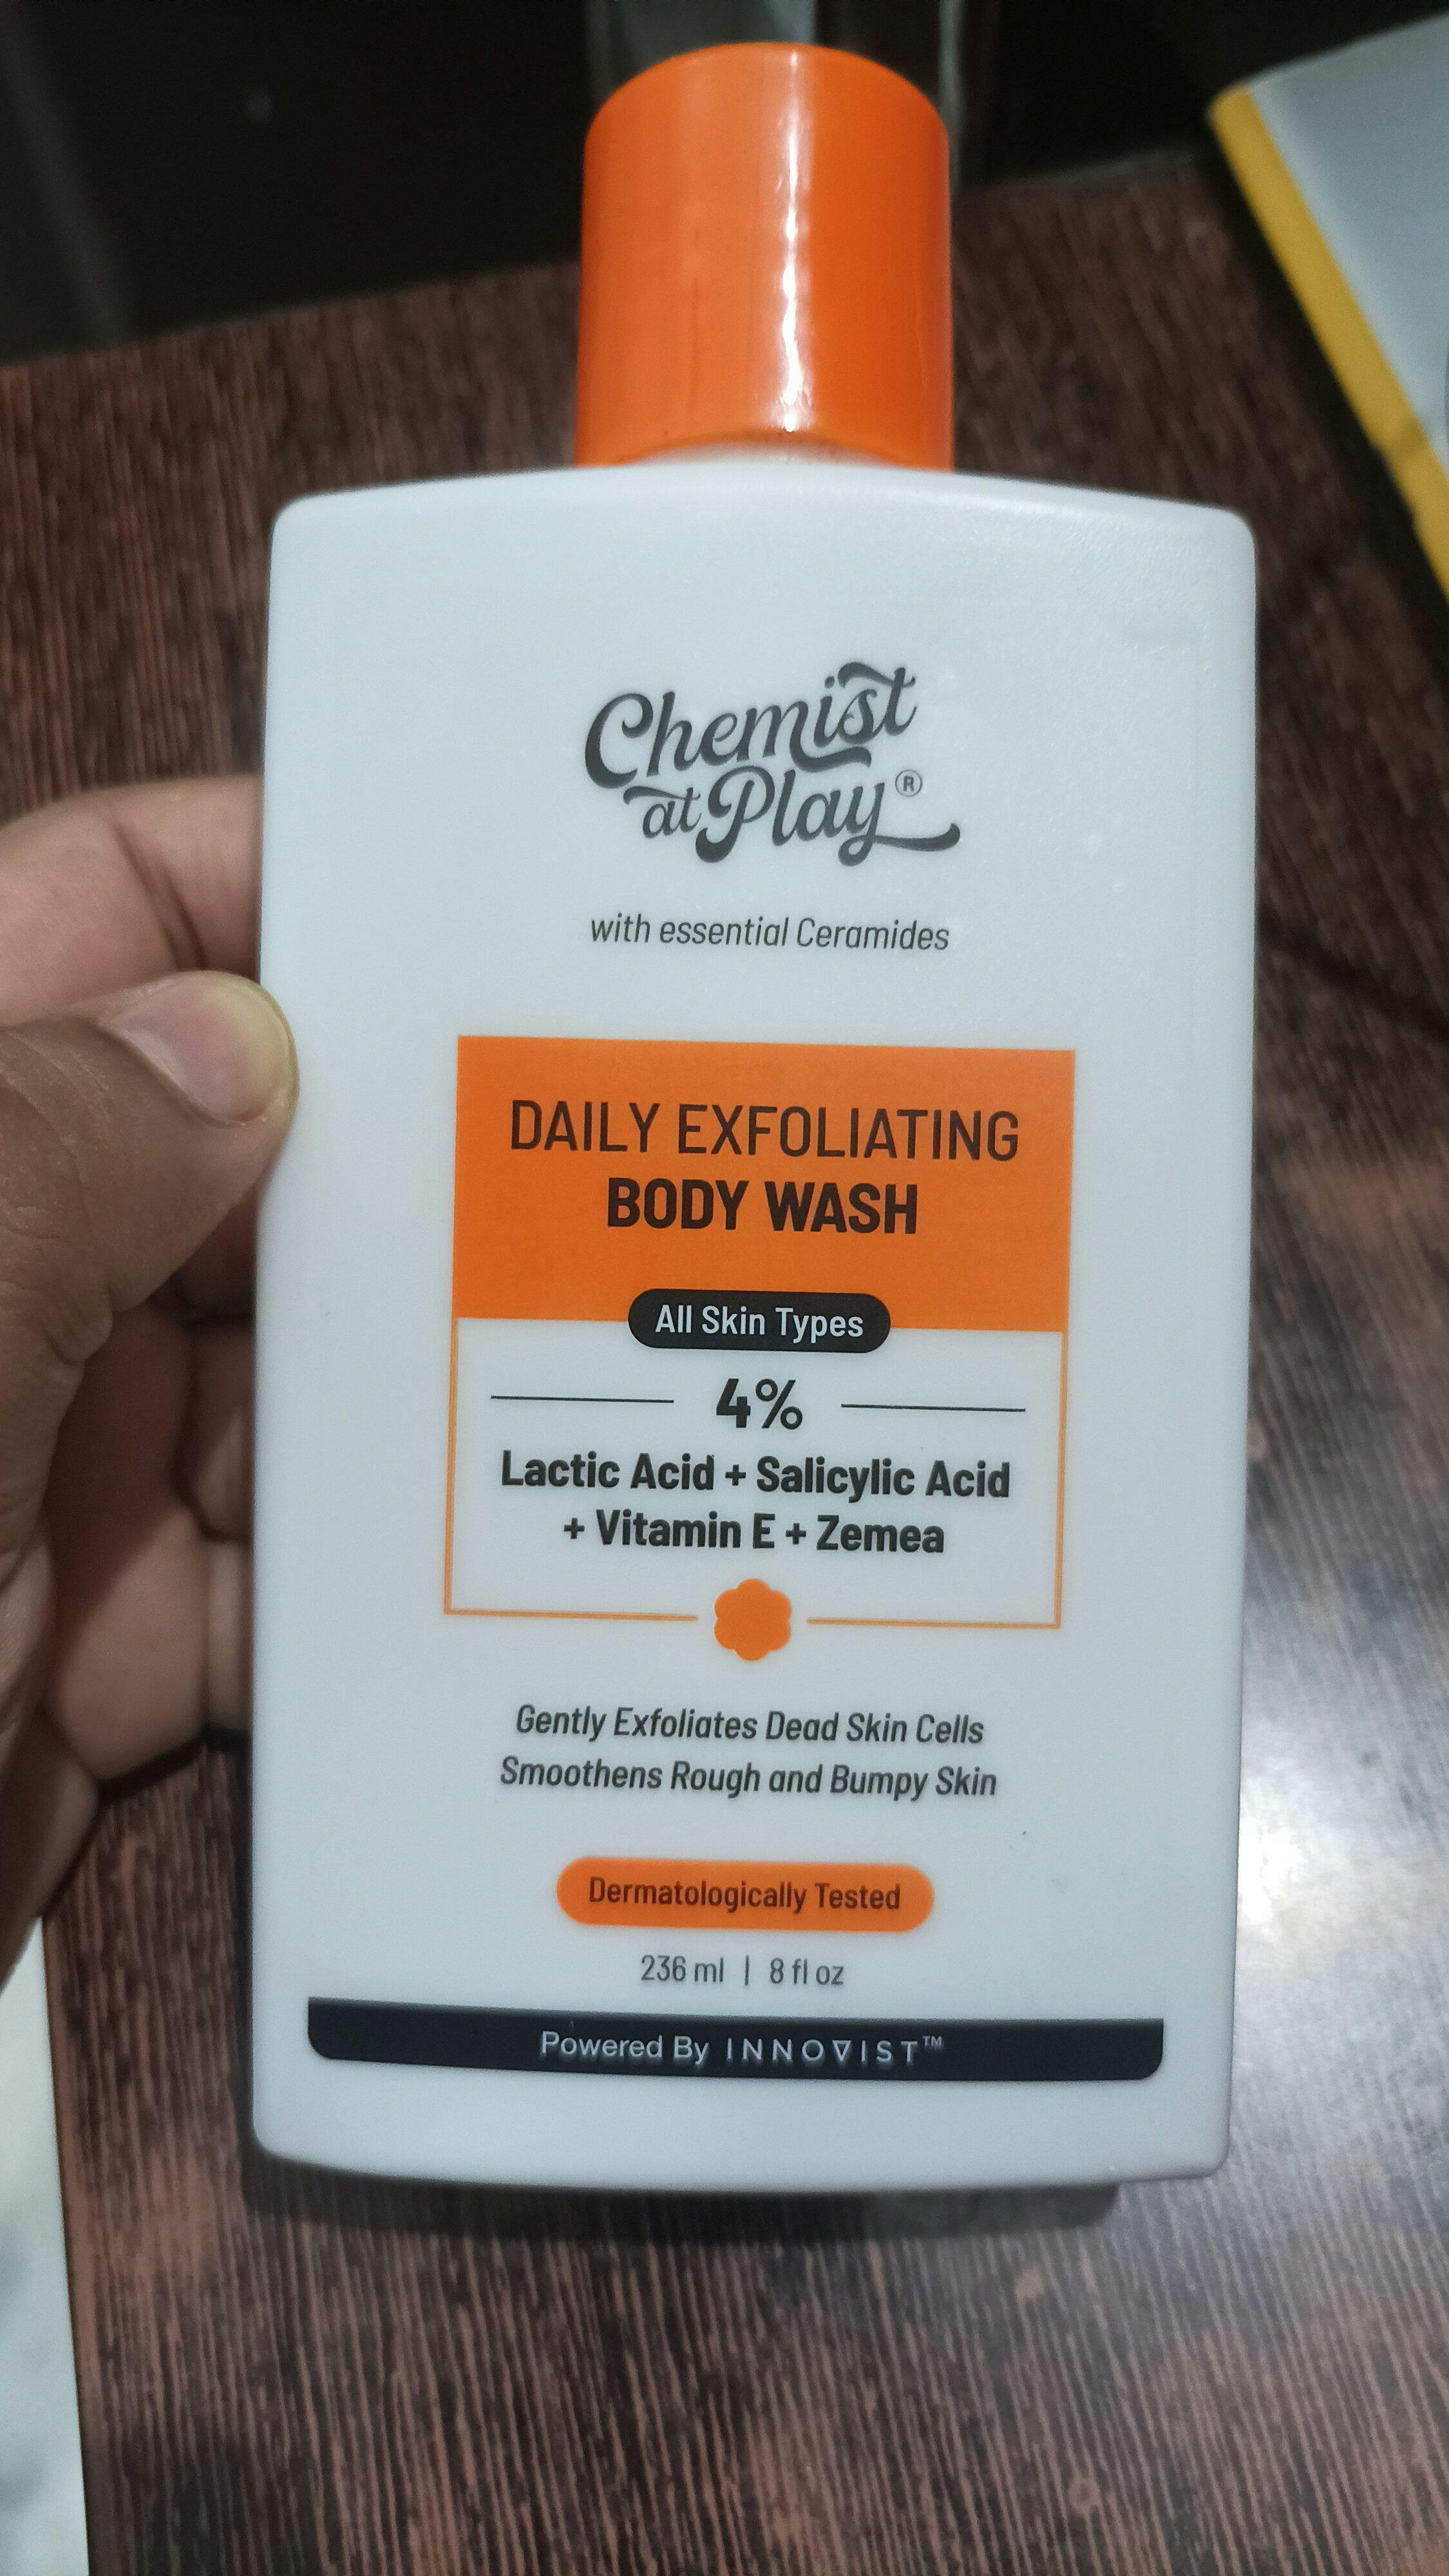 Chemist
at Play®
with essential Ceramides
DAILY EXFOLIATING
BODY WASH
All Skin Types
4%
Lactic Acid + Salicylic Acid
+ Vitamin E + Zemea
Gently Exfoliates Dead Skin Cells
Smoothens Rough and Bumpy Skin
Dermatologically Tested
236 ml | 8 fl oz
Powered By INNOVIST™